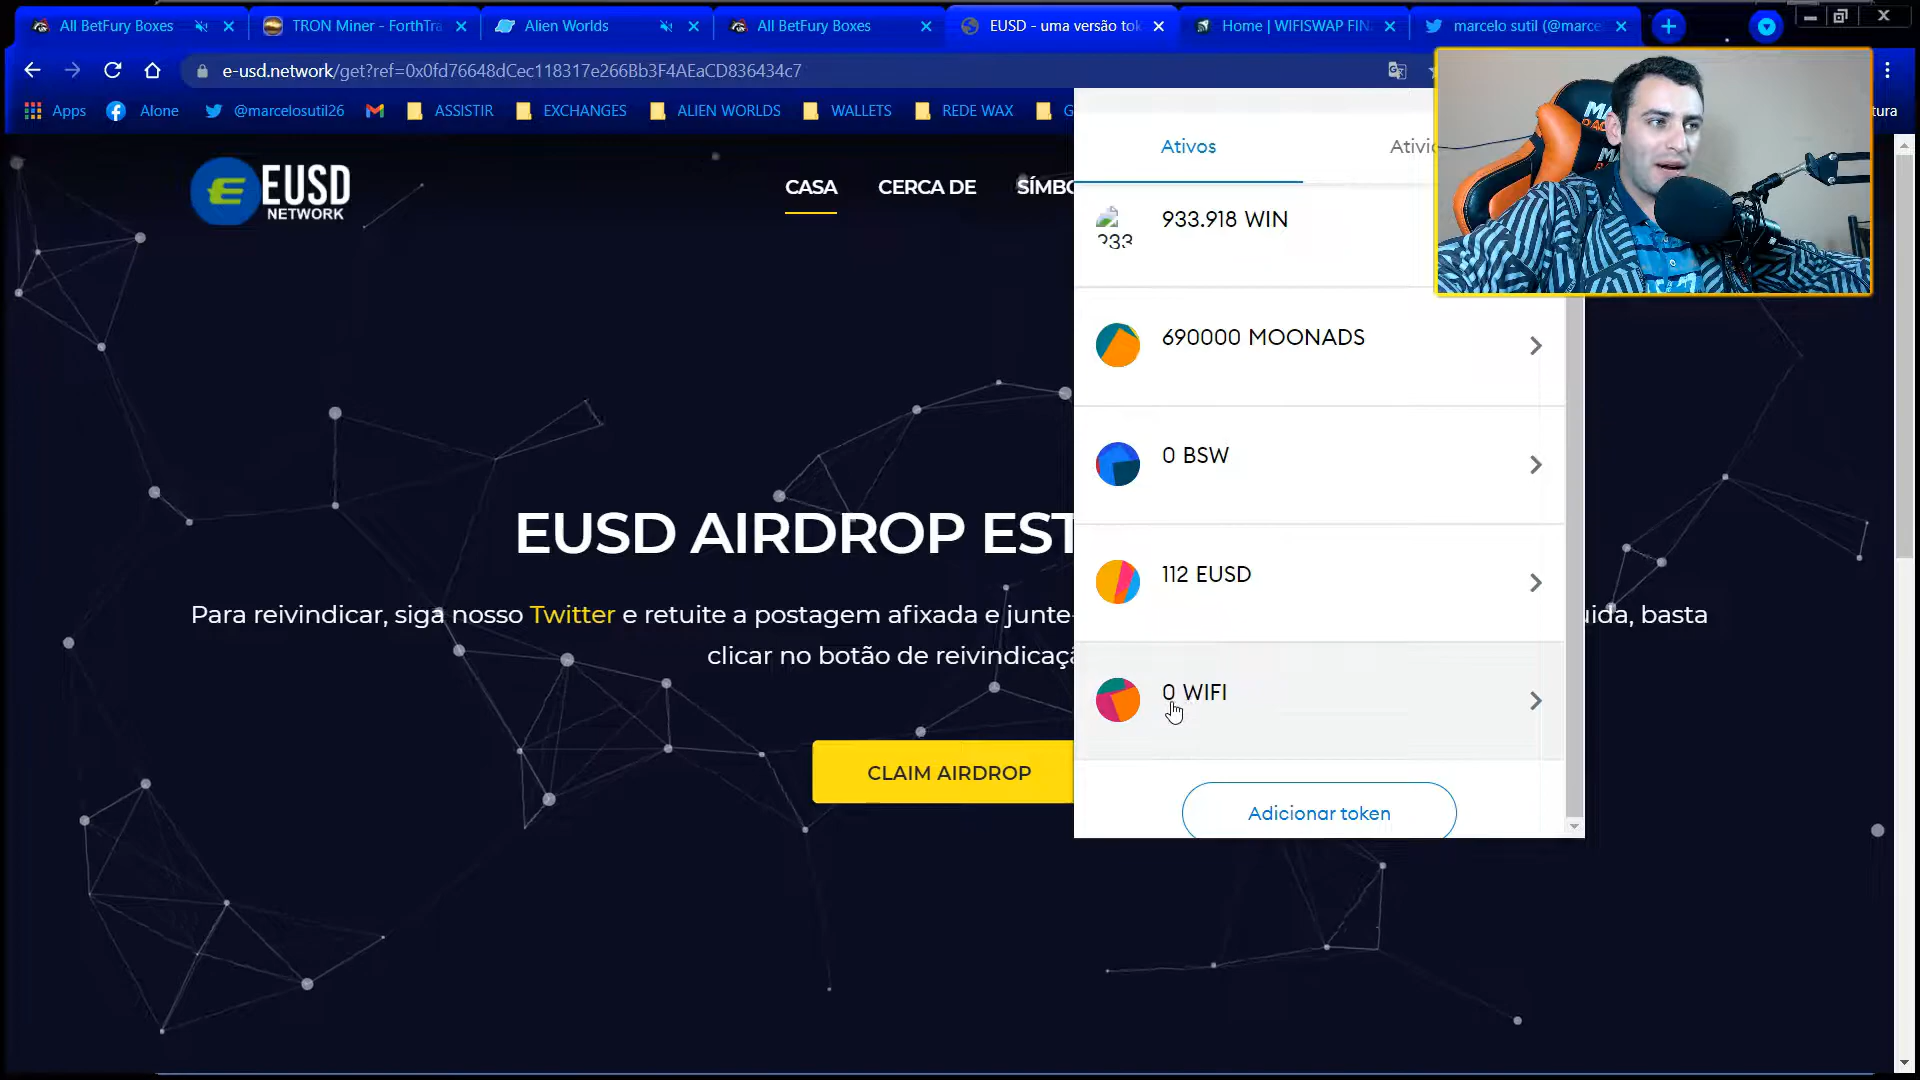 All BetFury Boxes
TRON Miner - ForthTra
Alien Worlds
All BetFury Boxes
EUSD - uma versão tok
Home | WIFISWAP FIN
marcelo sutil (@marce
e-usd.network/get?ref=0x0fd76648dCec118317e266Bb3F4AEaCD836434c7
Apps
Alone
@marcelosutil26
ASSISTIR
EXCHANGES
ALIEN WORLDS
WALLETS
REDE WAX
G
tura
EUSD
NETWORK
CASA
CERCA DE
SÍMBO
EUSD AIRDROP EST
Para reivindicar, siga nosso Twitter e retuite a postagem afixada e junte-
uida, basta
clicar no botão de reivindicaçã
CLAIM AIRDROP
Ativos
Ativid
933.918 WIN
690000 MOONADS
0 BSW
112 EUSD
0 WIFI
Adicionar token